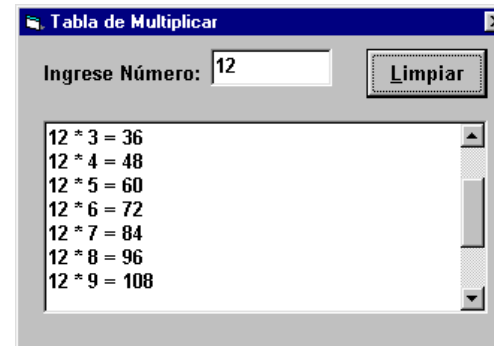 Tabla de Multiplicar
Ingrese Número: 12 Limpiar
12 * 3 = 36
12 * 4 = 48
12 * 5 = 60
12 * 6 = 72
12 * 7 = 84
12 * 8 = 96
12 * 9 = 108